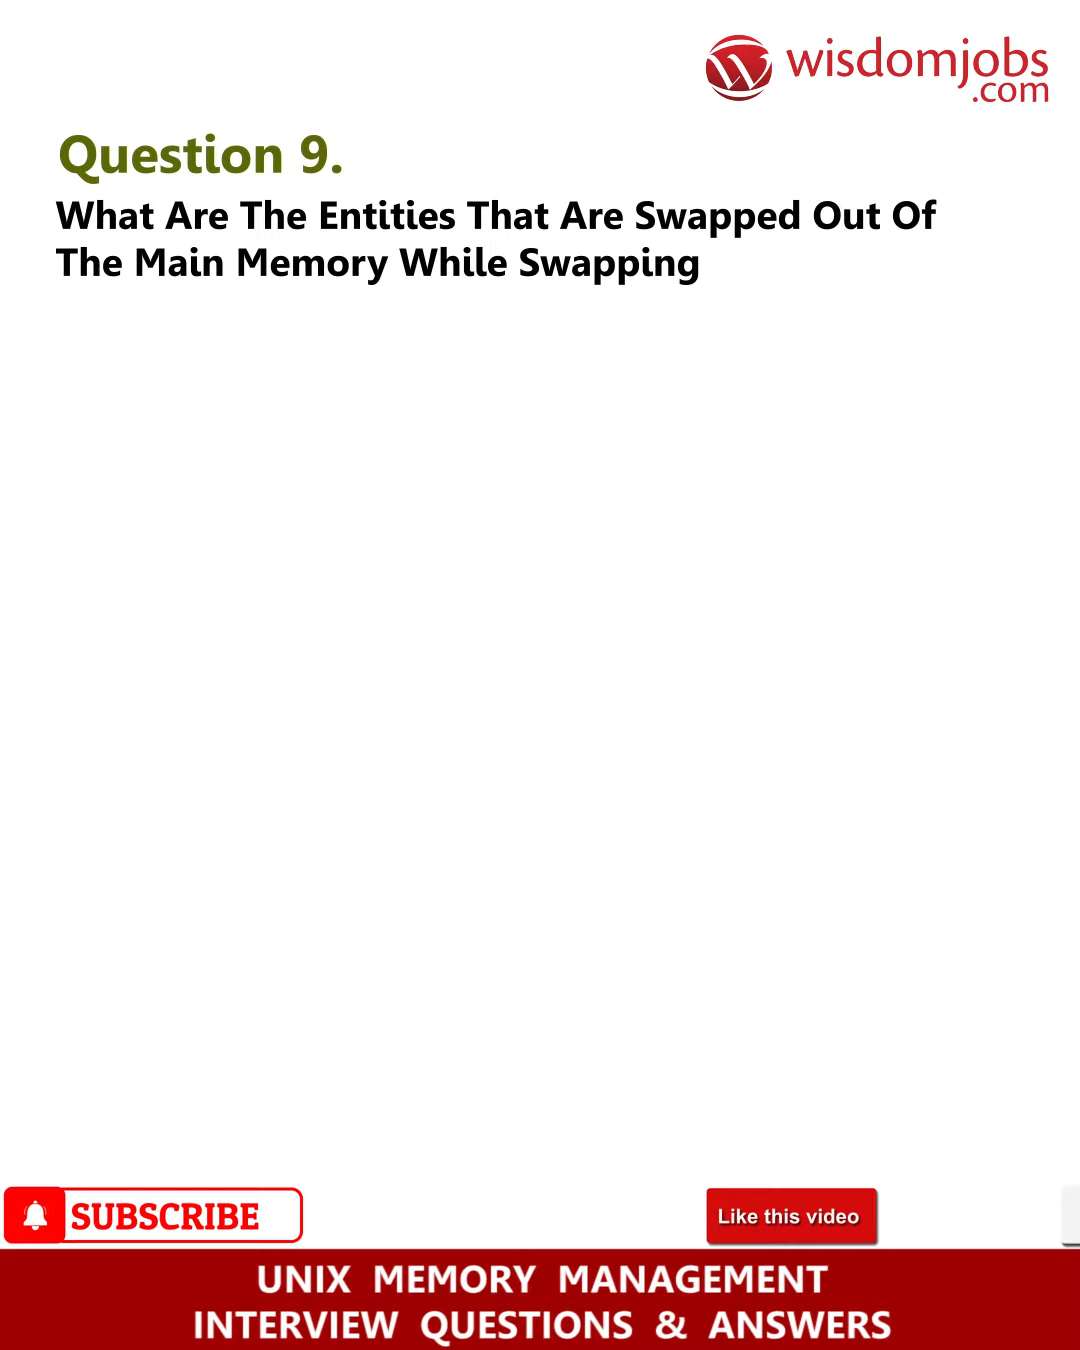 wisdomjobs
.com
Question 9.
What Are The Entities That Are Swapped Out Of
The Main Memory While Swapping
SUBSCRIBE
Like this video
UNIX MEMORY MANAGEMENT
INTERVIEW QUESTIONS & ANSWERS